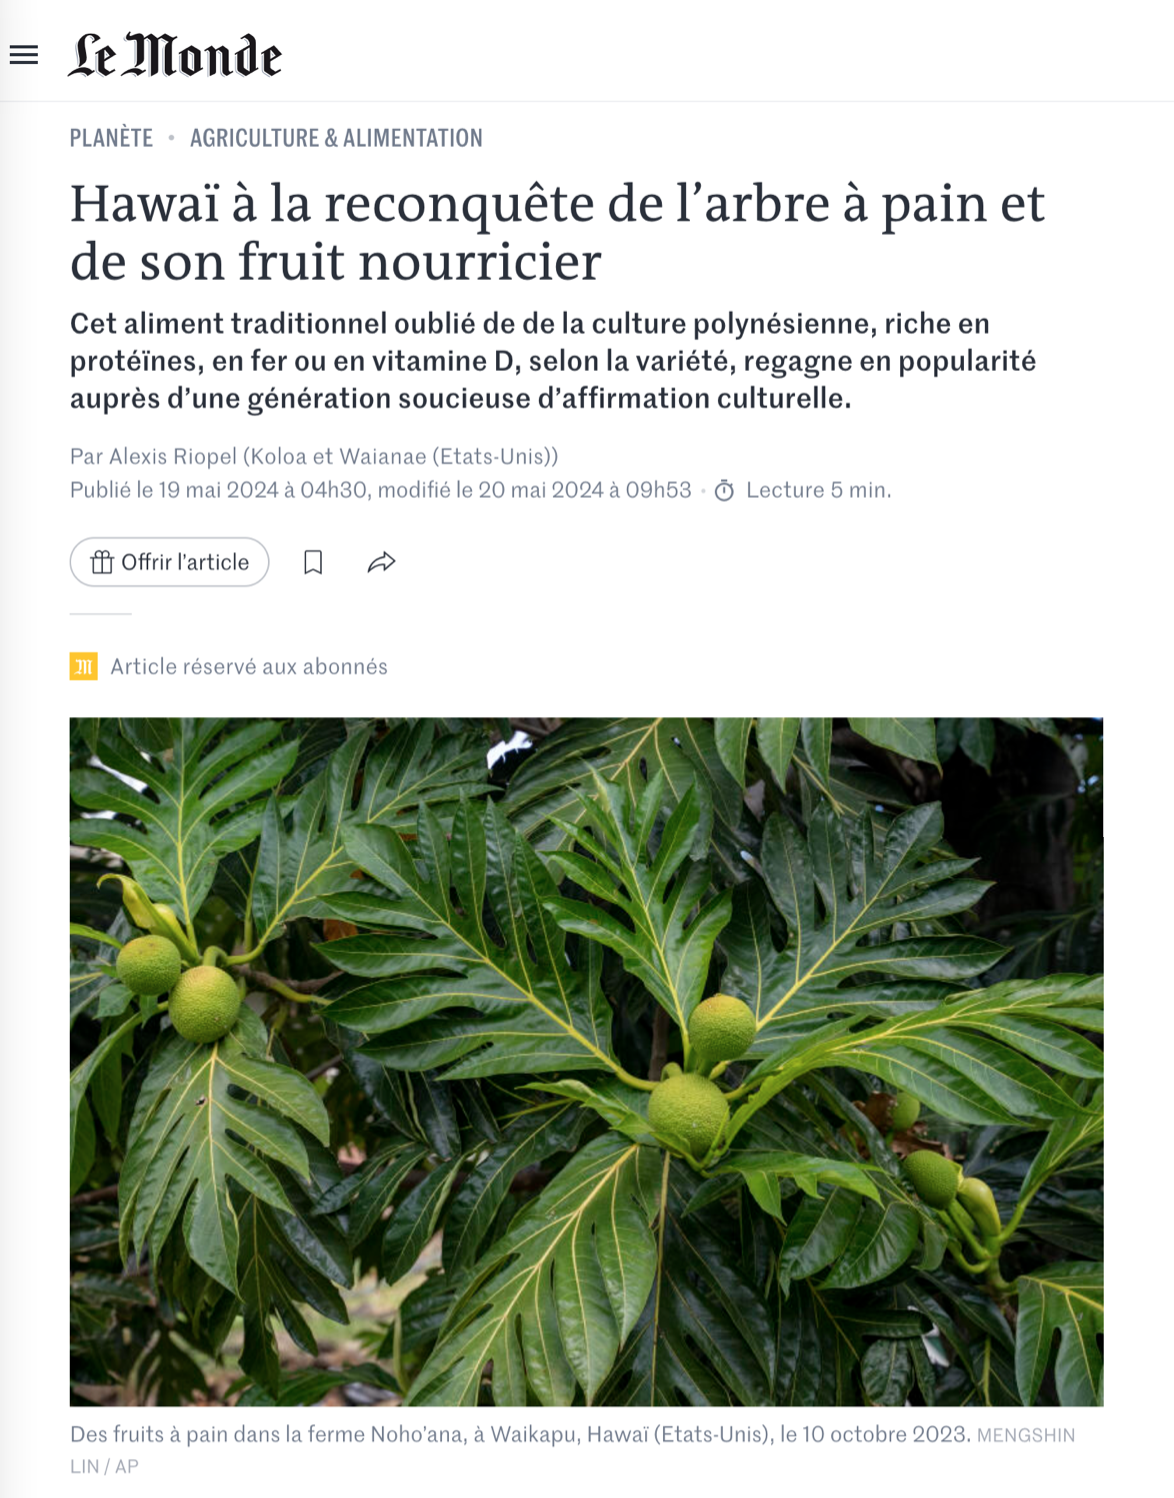 Le Monde
PLANÈTE • AGRICULTURE & ALIMENTATION
Hawaï à la reconquête de l’arbre à pain et
de son fruit nourricier
Cet aliment traditionnel oublié de de la culture polynésienne, riche en
protéïnes, en fer ou en vitamine D, selon la variété, regagne en popularité
auprès d’une génération soucieuse d’affirmation culturelle.
Par Alexis Riopel (Koloa et Waianae (Etats-Unis))
Publié le 19 mai 2024 à 04h30, modifié le 20 mai 2024 à 09h53 • Lecture 5 min.
Offrir l’article
M Article réservé aux abonnés
Des fruits à pain dans la ferme Noho’ana, à Waikapu, Hawaï (Etats-Unis), le 10 octobre 2023. MENGSHIN
LIN / AP